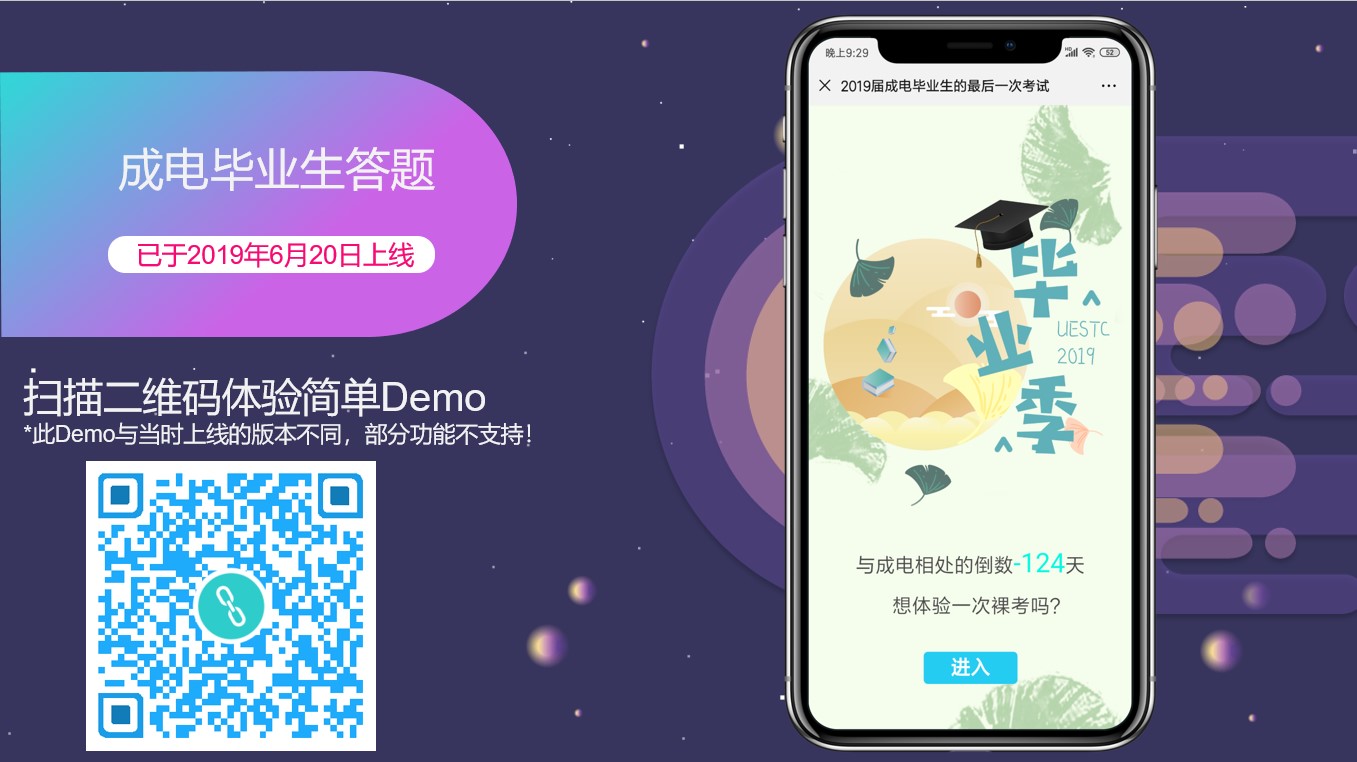 成电毕业生答题
已于2019年6月20日上线
扫描二维码体验简单Demo
*此Demo与当时上线的版本不同，部分功能不支持！
晚上9:29
HD
52
2019届成电毕业生的最后一次考试
毕
业
季
UESTC
2019
与成电相处的倒数-124天
想体验一次裸考吗?
进入